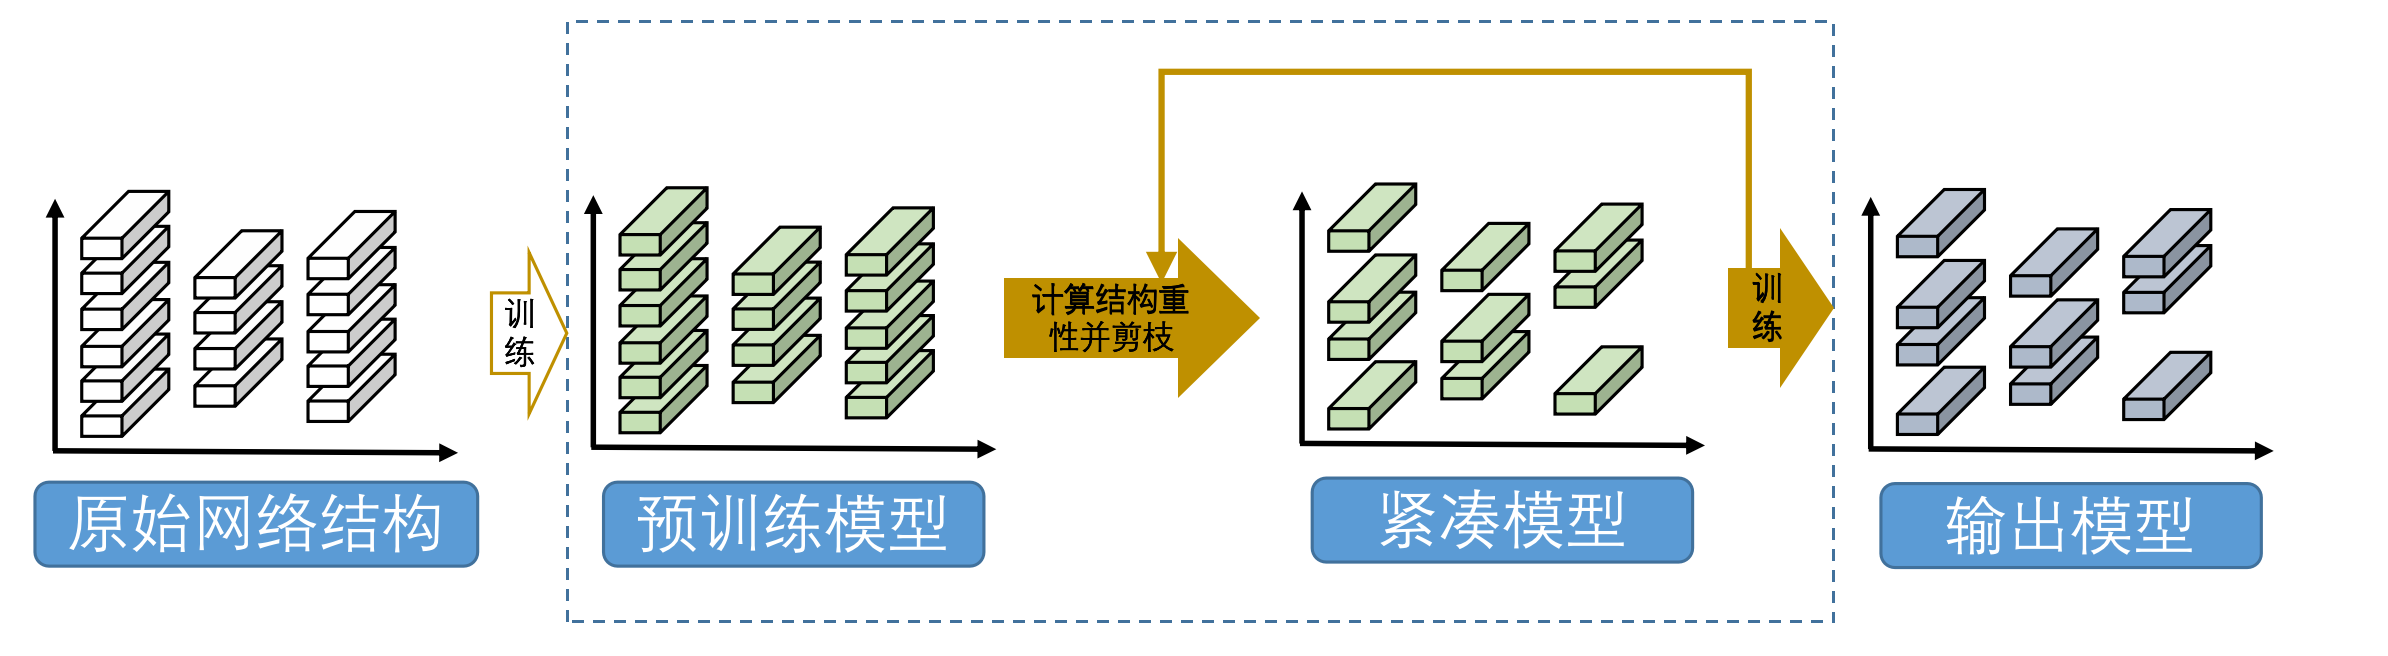 训
练
计算结构重
性并剪枝
训
练
原始网络结构
预训练模型
紧凑模型
输出模型